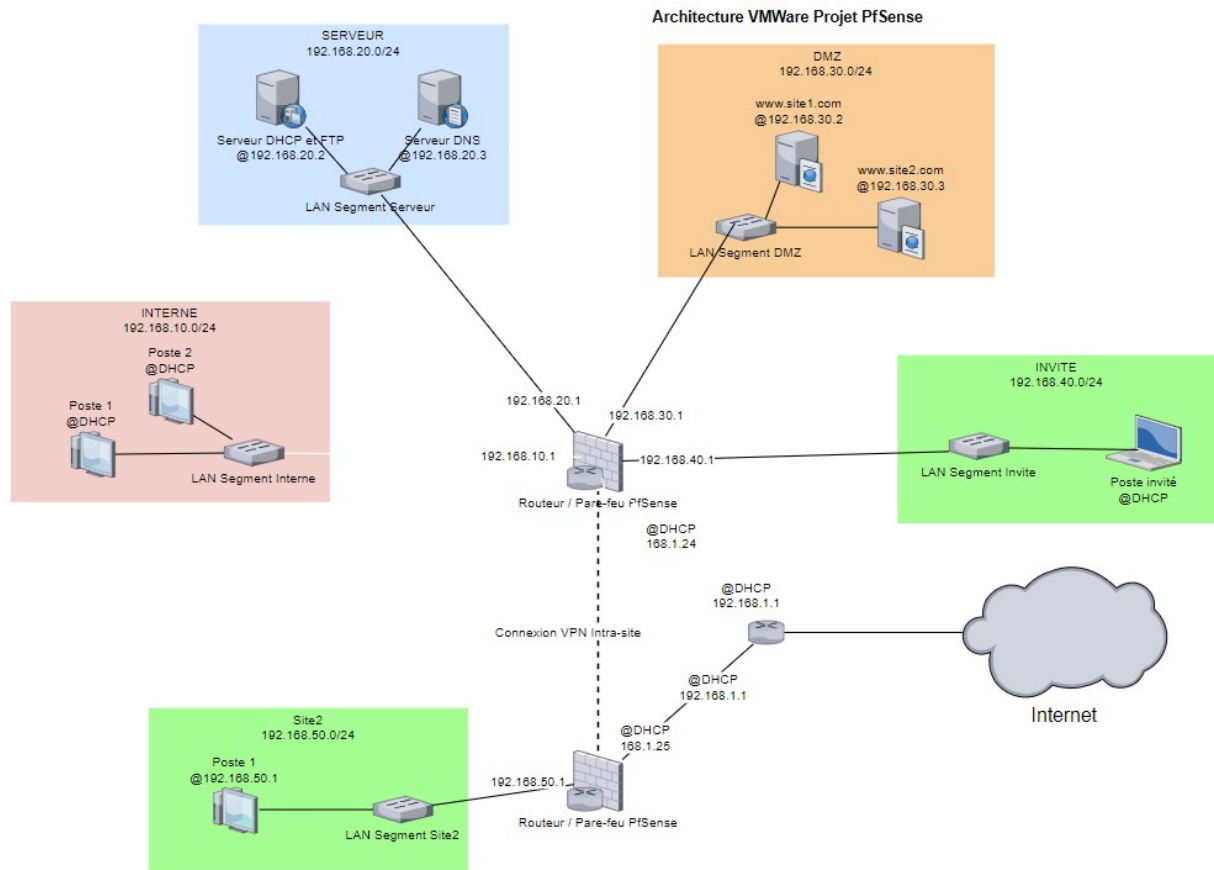 Architecture VMWare Projet PfSense
SERVEUR
192.168.20.0/24
Serveur DHCP et FTP
@192.168.20.2
Serveur DNS
@192.168.20.3
LAN Segment Serveur
DMZ
192.168.30.0/24
www.site1.com
@192.168.30.2
www.site2.com
@192.168.30.3
LAN Segment DMZ
INTERNE
192.168.10.0/24
Poste 2
@DHCP
Poste 1
@DHCP
LAN Segment Interne
INVITE
192.168.40.0/24
LAN Segment Invite
Poste invité
@DHCP
192.168.20.1
192.168.30.1
192.168.10.1
192.168.40.1
Routeur / Pare-feu PfSense
@DHCP
168.1.24
Connexion VPN Intra-site
@DHCP
192.168.1.1
@DHCP
192.168.1.1
Internet
@DHCP
168.1.25
Site2
192.168.50.0/24
Poste 1
@192.168.50.1
LAN Segment Site2
192.168.50.1
Routeur / Pare-feu PfSense